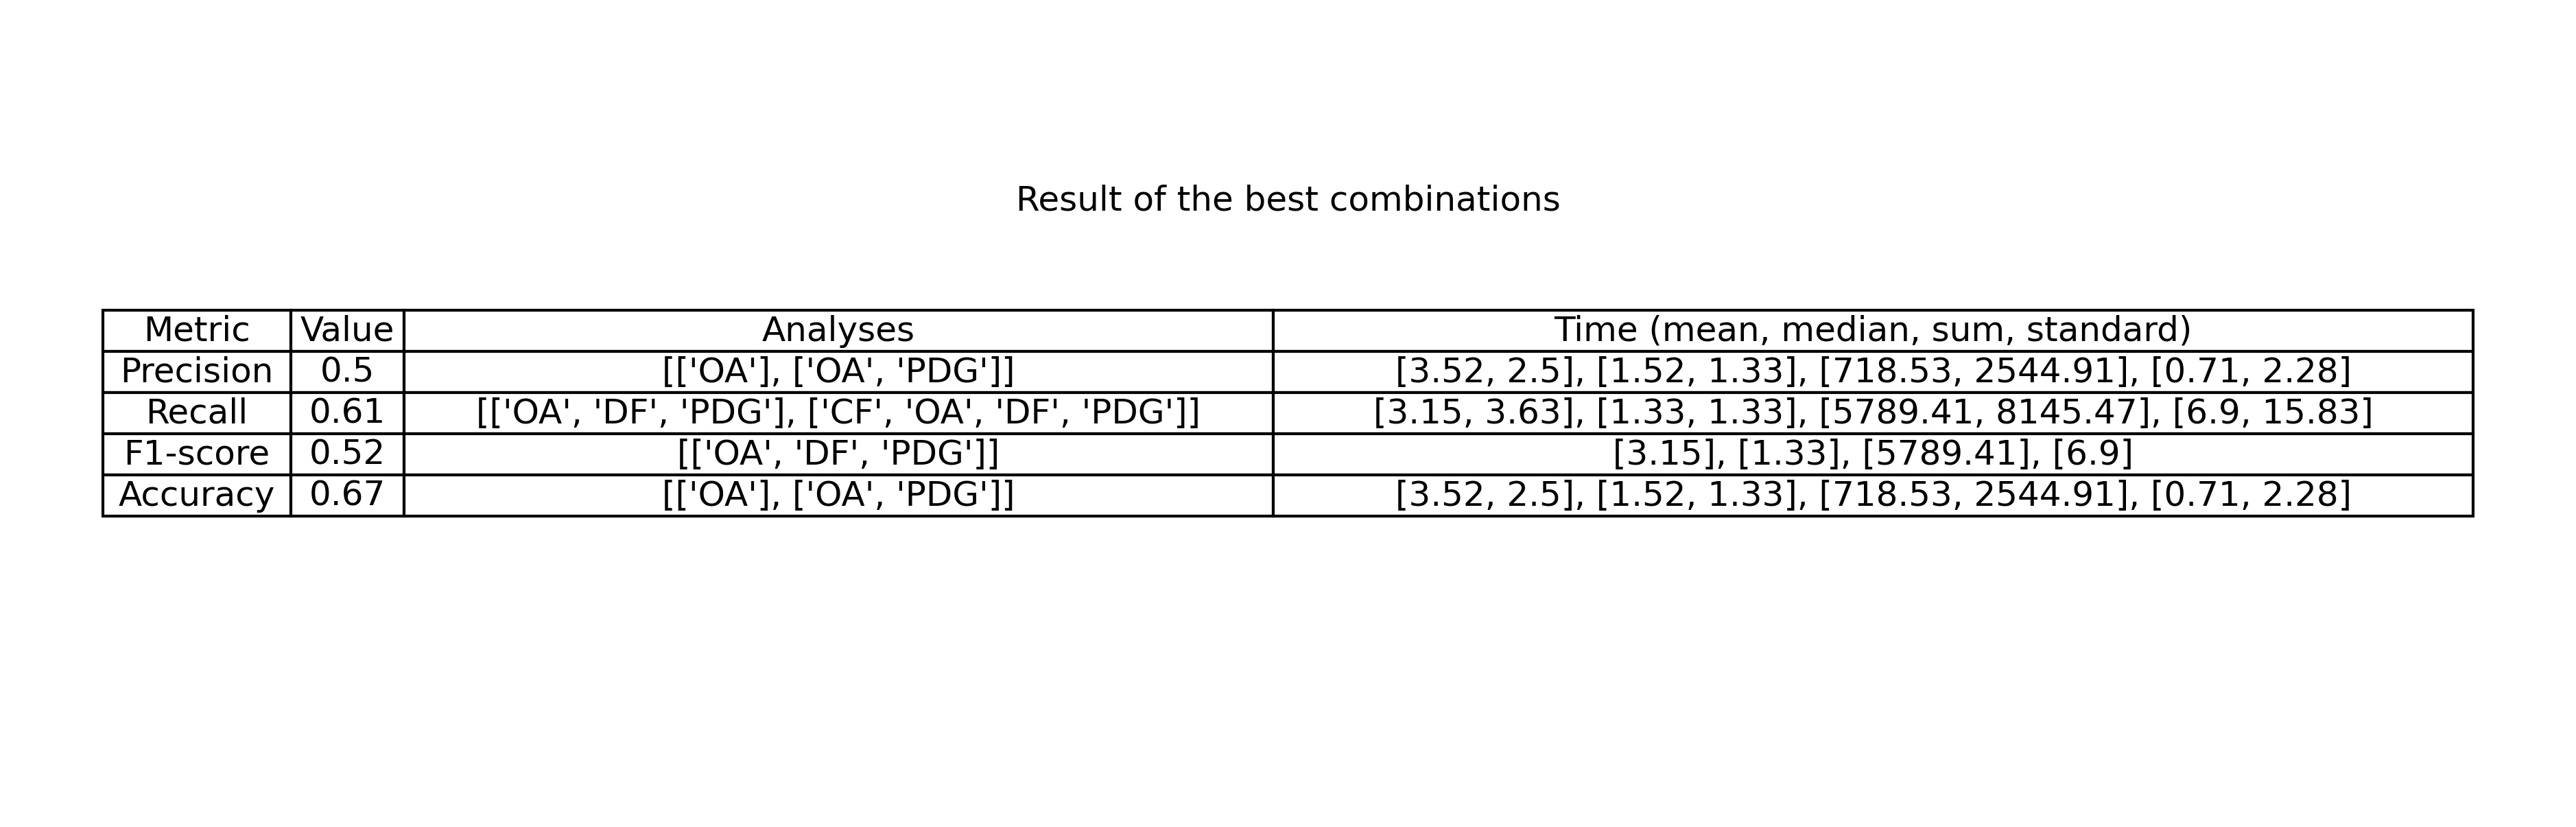 Result of the best combinations
Metric Value Analyses Time (mean, median, sum, standard)
Precision 0.5 [['OA'], ['OA', 'PDG']] [3.52, 2.5], [1.52, 1.33], [718.53, 2544.91], [0.71, 2.28]
Recall 0.61 [['OA', 'DF', 'PDG'], ['CF', 'OA', 'DF', 'PDG']] [3.15, 3.63], [1.33, 1.33], [5789.41, 8145.47], [6.9, 15.83]
F1-score 0.52 [['OA', 'DF', 'PDG']] [3.15], [1.33], [5789.41], [6.9]
Accuracy 0.67 [['OA'], ['OA', 'PDG']] [3.52, 2.5], [1.52, 1.33], [718.53, 2544.91], [0.71, 2.28]